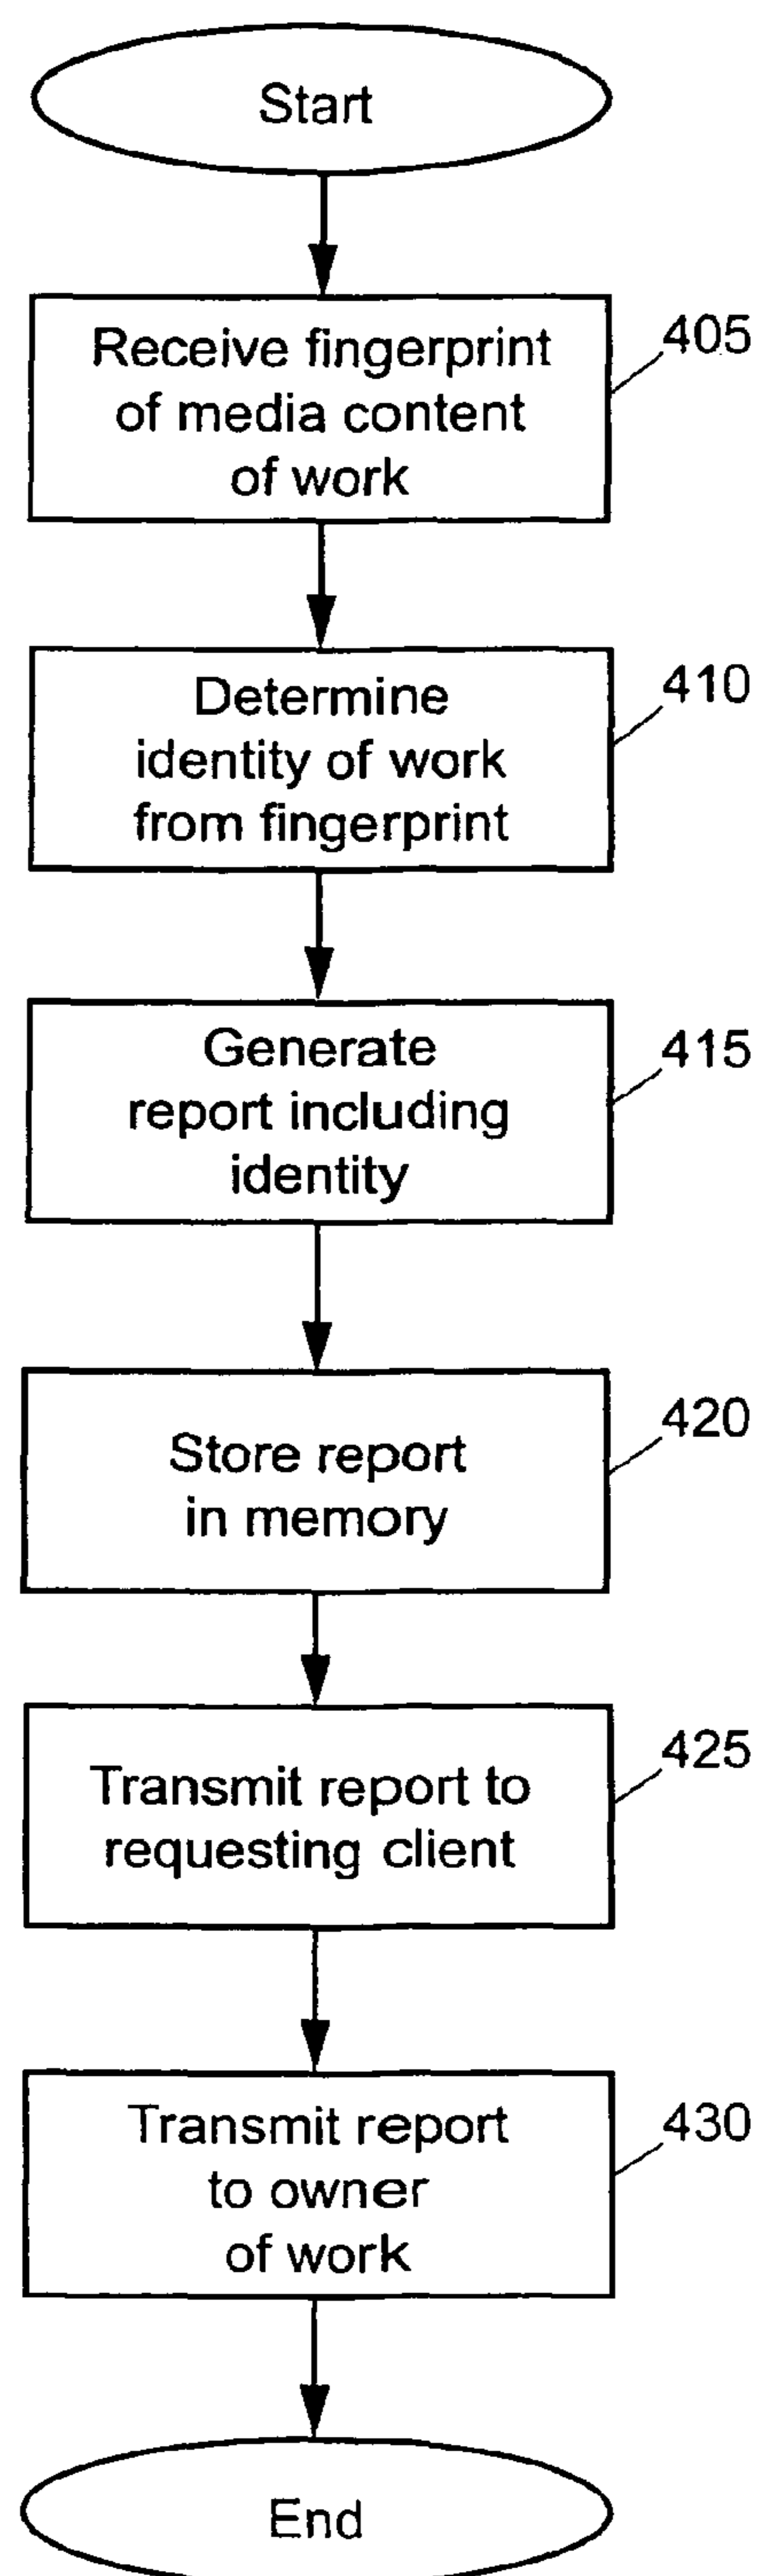 Start
Receive fingerprint
of media content
of work
405
Determine
identity of work
from fingerprint
410
Generate
report including
identity
415
Store report
in memory
420
Transmit report to
requesting client
425
Transmit report
to owner
of work
430
End